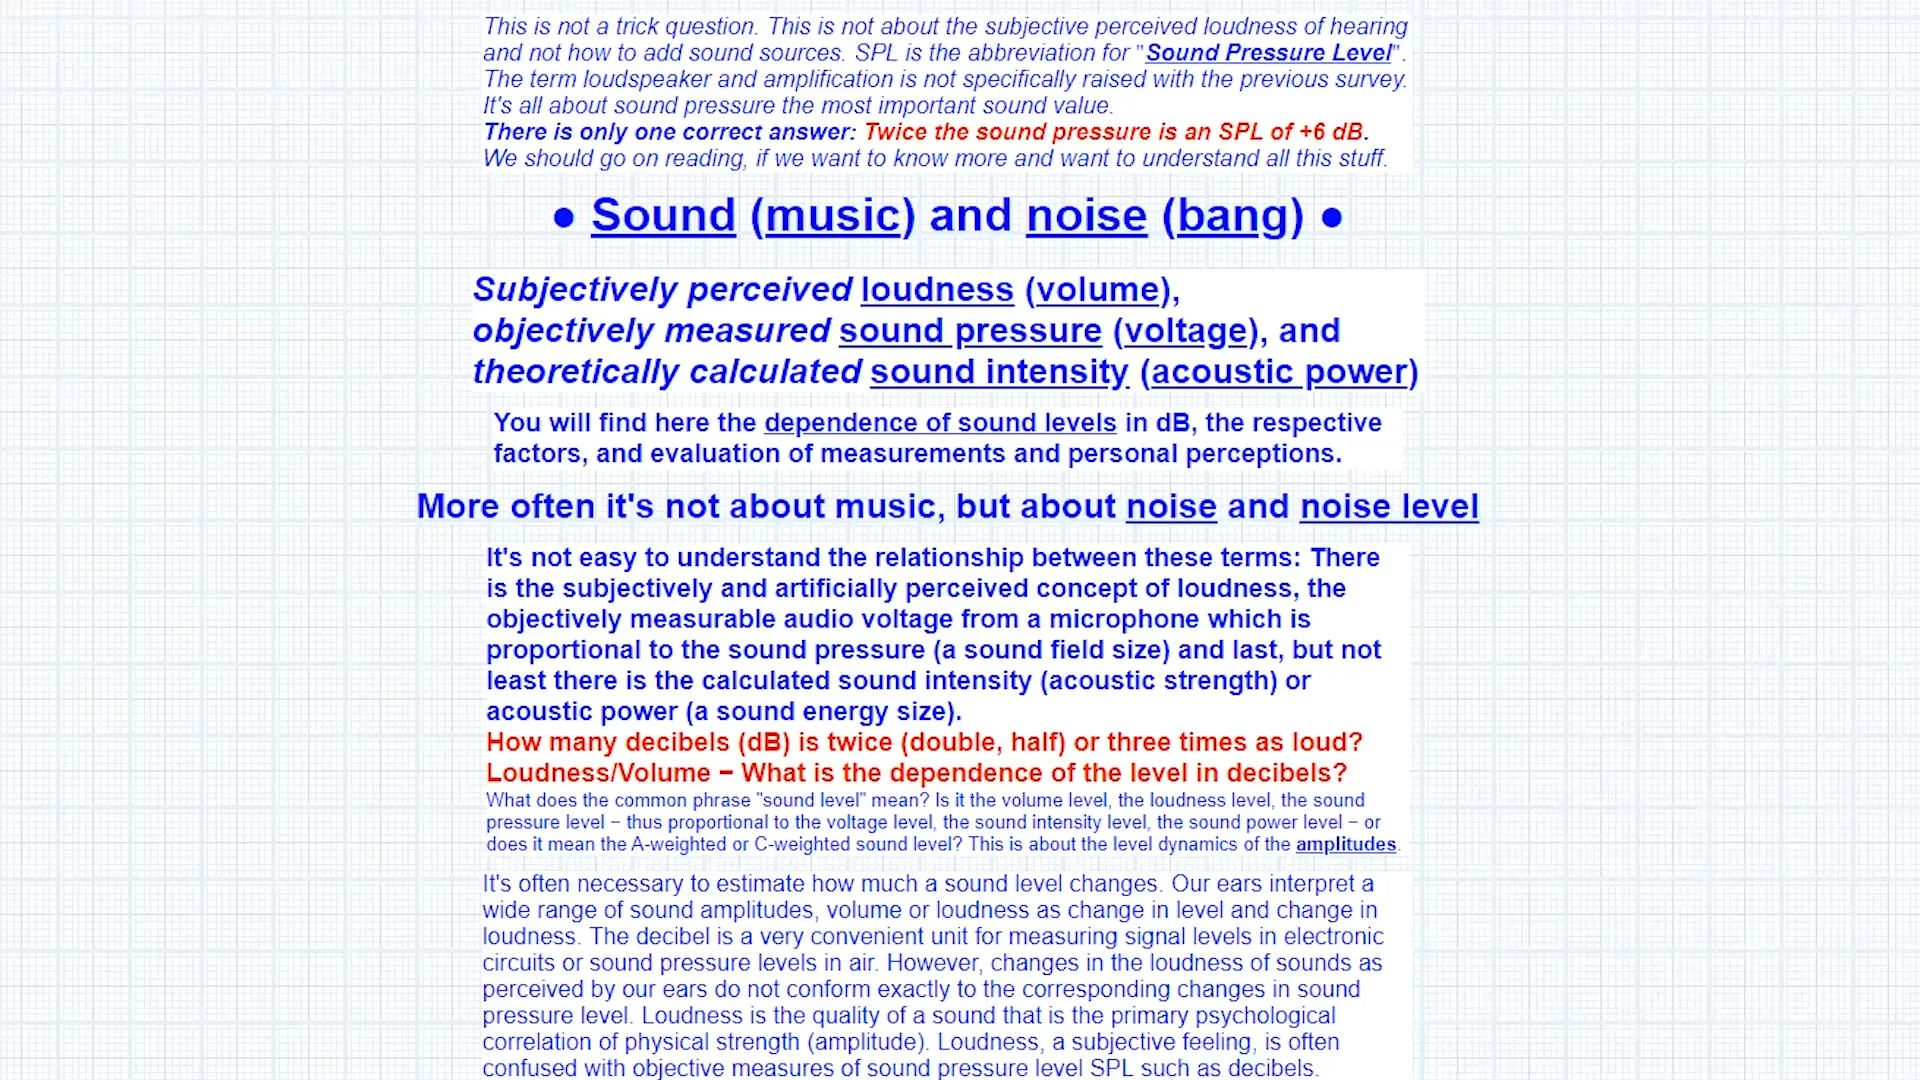 This is not a trick question. This is not about the subjective perceived loudness of hearing
and not how to add sound sources. SPL is the abbreviation for "Sound Pressure Level".
The term loudspeaker and amplification is not specifically raised with the previous survey.
It's all about sound pressure the most important sound value.
There is only one correct answer: Twice the sound pressure is an SPL of +6 dB.
We should go on reading, if we want to know more and want to understand all this stuff.
● Sound (music) and noise (bang) ●
Subjectively perceived loudness (volume),
objectively measured sound pressure (voltage), and
theoretically calculated sound intensity (acoustic power)
You will find here the dependence of sound levels in dB, the respective
factors, and evaluation of measurements and personal perceptions.
More often it's not about music, but about noise and noise level
It's not easy to understand the relationship between these terms: There
is the subjectively and artificially perceived concept of loudness, the
objectively measurable audio voltage from a microphone which is
proportional to the sound pressure (a sound field size) and last, but not
least there is the calculated sound intensity (acoustic strength) or
acoustic power (a sound energy size).
How many decibels (dB) is twice (double, half) or three times as loud?
Loudness/Volume − What is the dependence of the level in decibels?
What does the common phrase "sound level" mean? Is it the volume level, the loudness level, the sound
pressure level − thus proportional to the voltage level, the sound intensity level, the sound power level − or
does it mean the A-weighted or C-weighted sound level? This is about the level dynamics of the amplitudes.
It's often necessary to estimate how much a sound level changes. Our ears interpret a
wide range of sound amplitudes, volume or loudness as change in level and change in
loudness. The decibel is a very convenient unit for measuring signal levels in electronic
circuits or sound pressure levels in air. However, changes in the loudness of sounds as
perceived by our ears do not conform exactly to the corresponding changes in sound
pressure level. Loudness is the quality of a sound that is the primary psychological
correlation of physical strength (amplitude). Loudness, a subjective feeling, is often
confused with objective measures of sound pressure level SPL such as decibels.